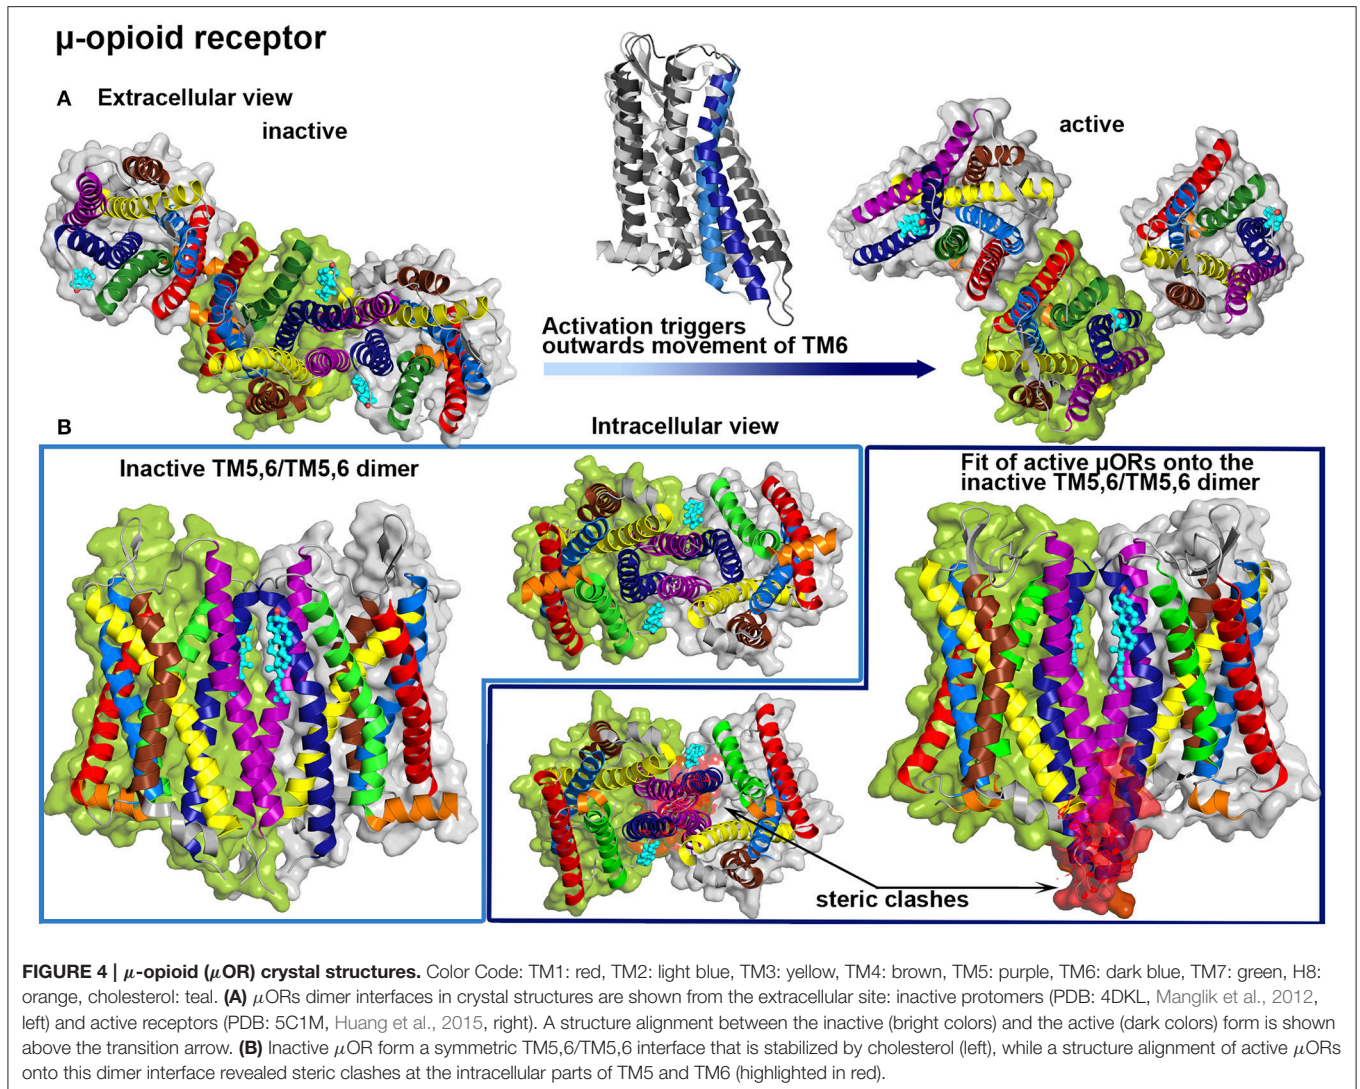 μ-opioid receptor
A Extracellular view
inactive
active
Activation triggers
outwards movement of TM6
B
Intracellular view
Inactive TM5,6/TM5,6 dimer
Fit of active μORs onto the
inactive TM5,6/TM5,6 dimer
steric clashes
FIGURE 4 | μ-opioid (μOR) crystal structures. Color Code: TM1: red, TM2: light blue, TM3: yellow, TM4: brown, TM5: purple, TM6: dark blue, TM7: green, H8:
orange, cholesterol: teal. (A) μORs dimer interfaces in crystal structures are shown from the extracellular site: inactive protomers (PDB: 4DKL, Manglik et al., 2012,
left) and active receptors (PDB: 5C1M, Huang et al., 2015, right). A structure alignment between the inactive (bright colors) and the active (dark colors) form is shown
above the transition arrow. (B) Inactive μOR form a symmetric TM5,6/TM5,6 interface that is stabilized by cholesterol (left), while a structure alignment of active μORs
onto this dimer interface revealed steric clashes at the intracellular parts of TM5 and TM6 (highlighted in red).